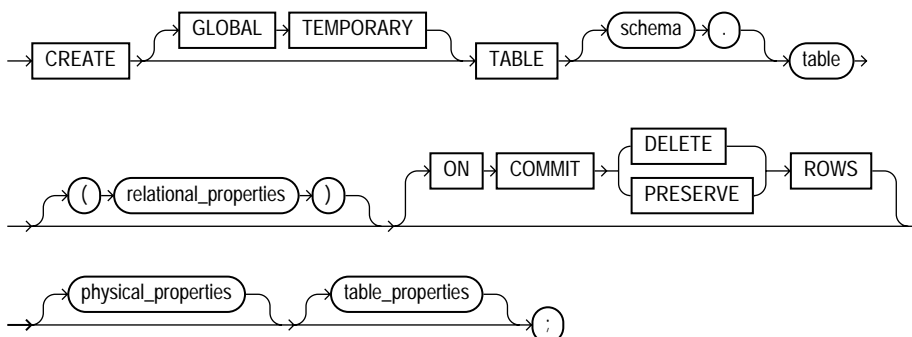 GLOBAL TEMPORARY schema .
CREATE TABLE table
DELETE
ON COMMIT ROWS
( relational_properties ) PRESERVE
physical_properties table_properties
;